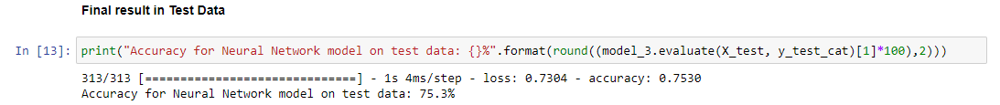 Final result in Test Data
In [13]: print("Accuracy for Neural Network model on test data: {}%".format(round((model_3.evaluate(X_test, y_test_cat)[1]*100),2)))
313/313 [==============================] - 1s 4ms/step - loss: 0.7304 - accuracy: 0.7530
Accuracy for Neural Network model on test data: 75.3%